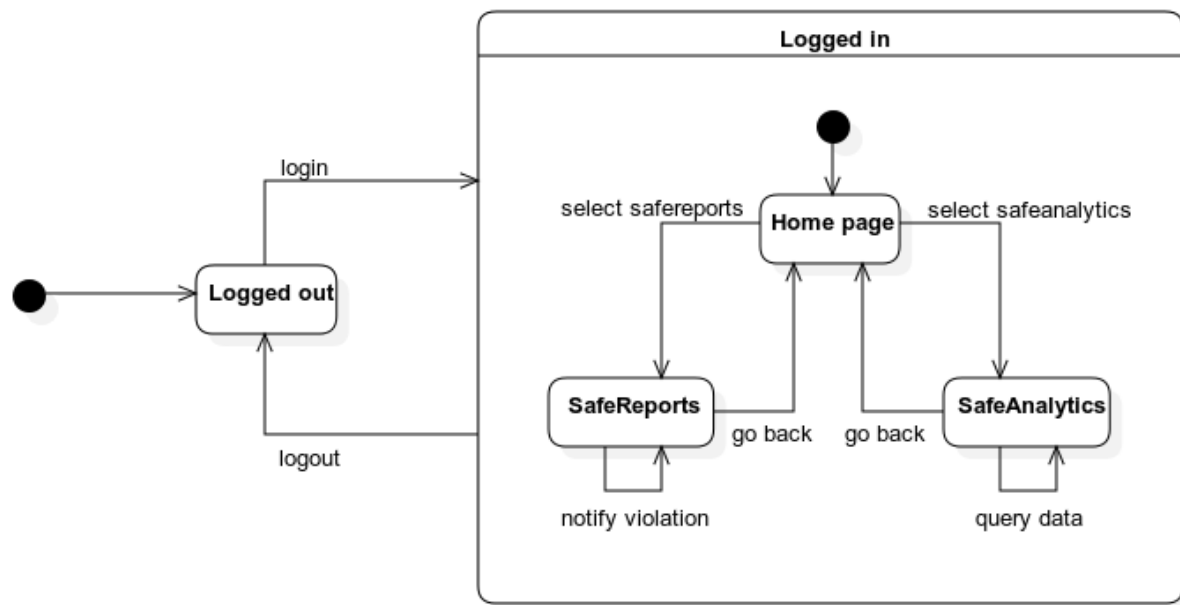 Logged in
login
select safereports
Home page
select safeanalytics
Logged out
SafeReports
SafeAnalytics
go back
go back
logout
notify violation
query data